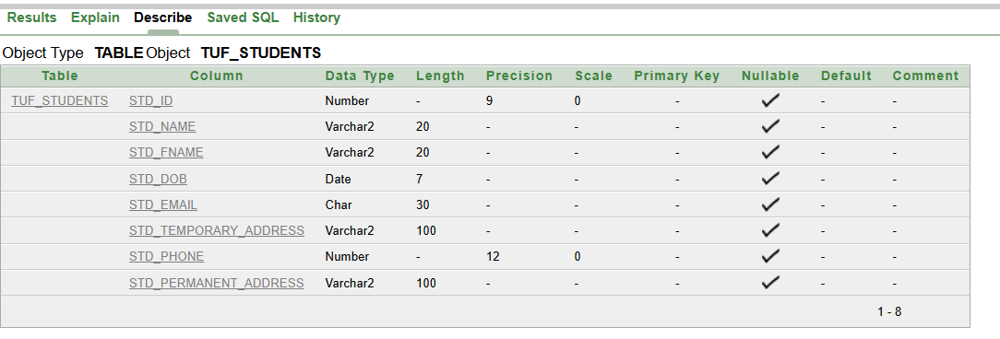 Results Explain Describe Saved SQL History
Object Type TABLE Object TUF_STUDENTS
Table Column Data Type Length Precision Scale Primary Key Nullable Default Comment
TUF_STUDENTS STD_ID Number - 9 0 - - -
STD_NAME Varchar2 20 - - - - -
STD_FNAME Varchar2 20 - - - - -
STD_DOB Date 7 - - - - -
STD_EMAIL Char 30 - - - - -
STD_TEMPORARY_ADDRESS Varchar2 100 - - - - -
STD_PHONE Number - 12 0 - - -
STD_PERMANENT_ADDRESS Varchar2 100 - - - - -
1 - 8